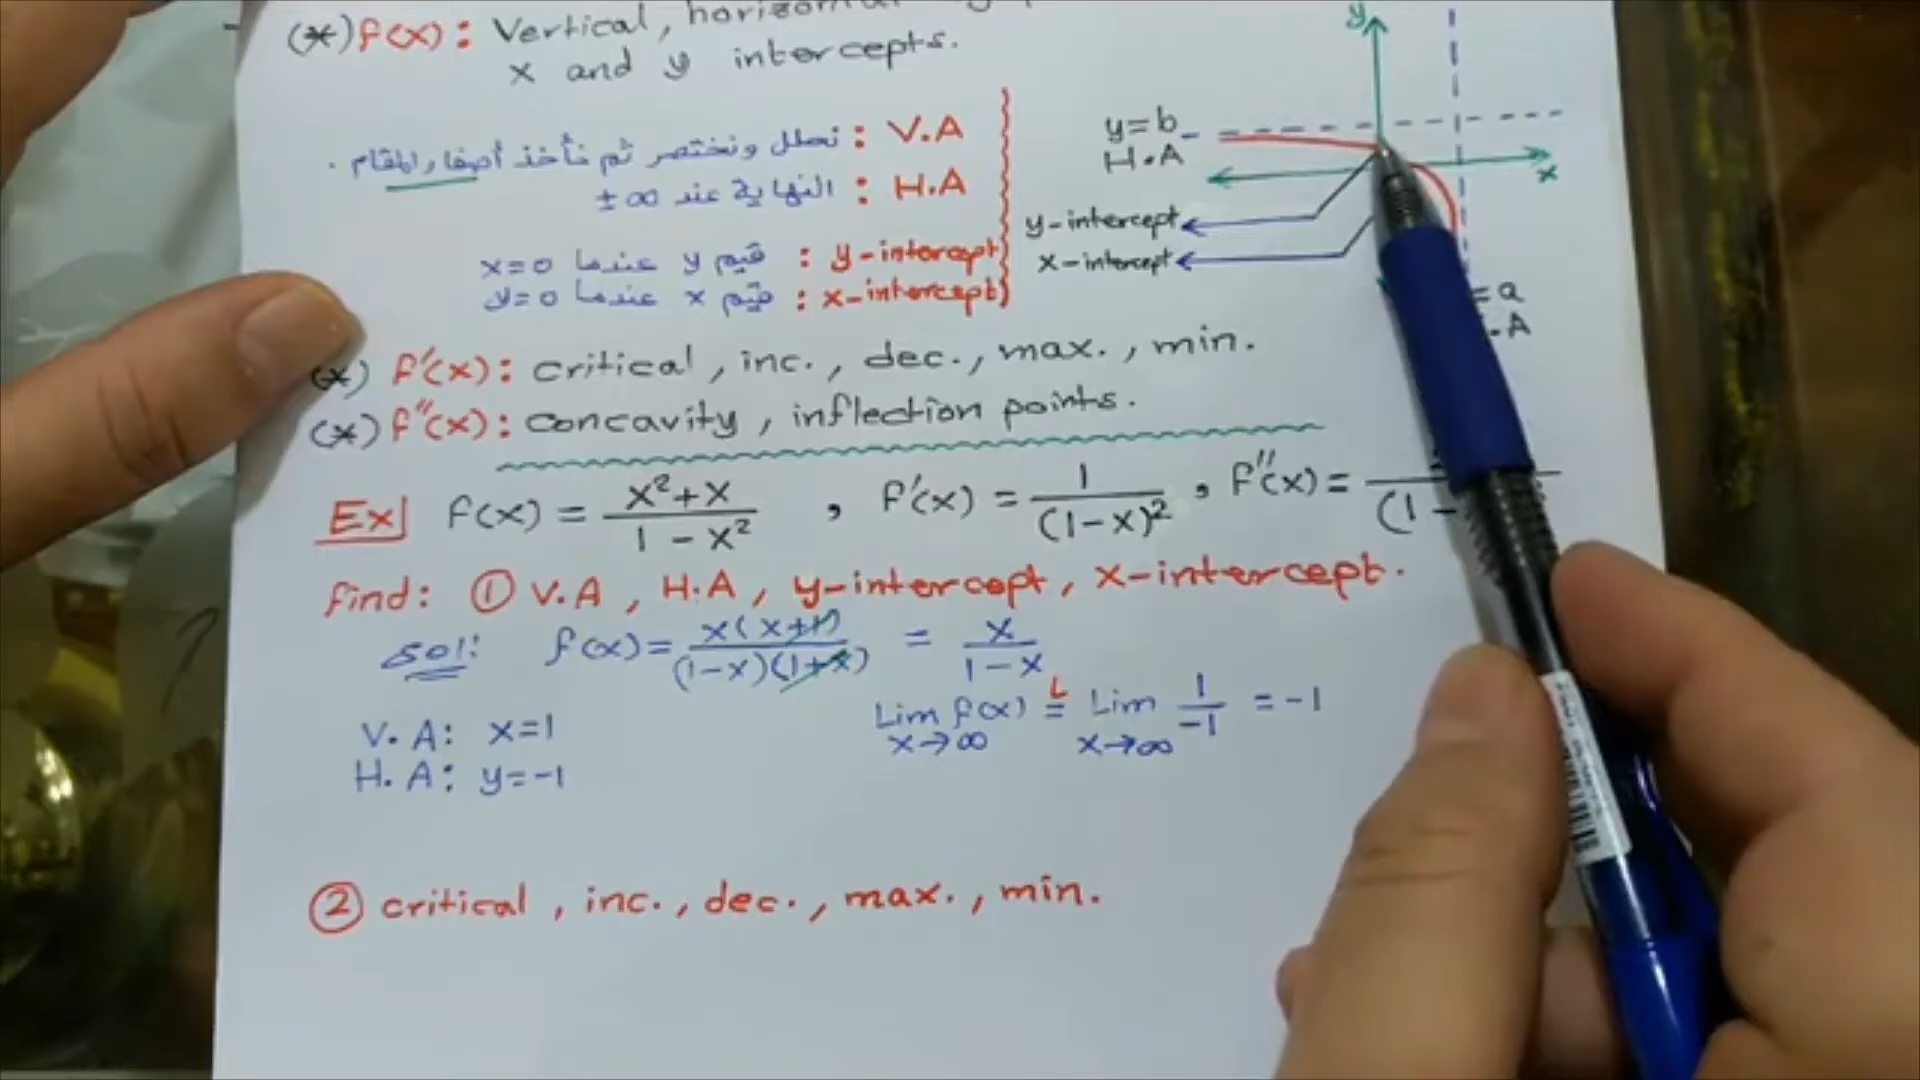 (*) f(x) : Vertical, horizontal
x and y intercepts.
V.A : نحلل ونختصر ثم نأخذ أصفار المقام .
H.A : النهاية عند ±∞
y-intercept : قيم y عندما x=0
x-intercept : قيم x عندما y=0
y
y=b
H.A
x
y-intercept
x-intercept
= a
.A
(*) f'(x) : critical , inc. , dec. , max. , min.
(*) f''(x) : concavity , inflection points.
Ex] f(x) = (x²+x)/(1-x²) , f'(x) = 1/(1-x)² , f''(x) = (1-
find : ① V.A , H.A , y-intercept , x-intercept .
sol: f(x) = x(x+1)/(1-x)(1+x) = x/(1-x)
V.A : x=1
Lim f(x) =ᴸ Lim 1/-1 = -1
x→∞ x→∞
H.A : y=-1
② critical , inc. , dec. , max. , min.